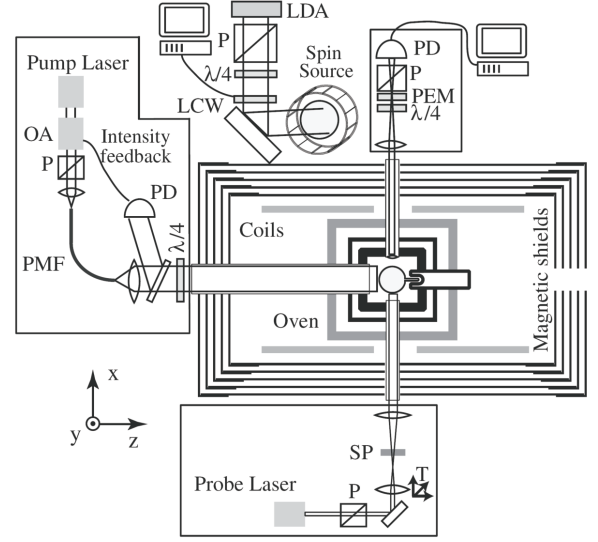 LDA
P
λ/4
LCW
Spin
Source
PD
P
PEM
λ/4
Pump Laser
OA
Intensity
feedback
P
PD
λ/4
PMF
Coils
Oven
Magnetic shields
x
y
z
SP
T
Probe Laser
P